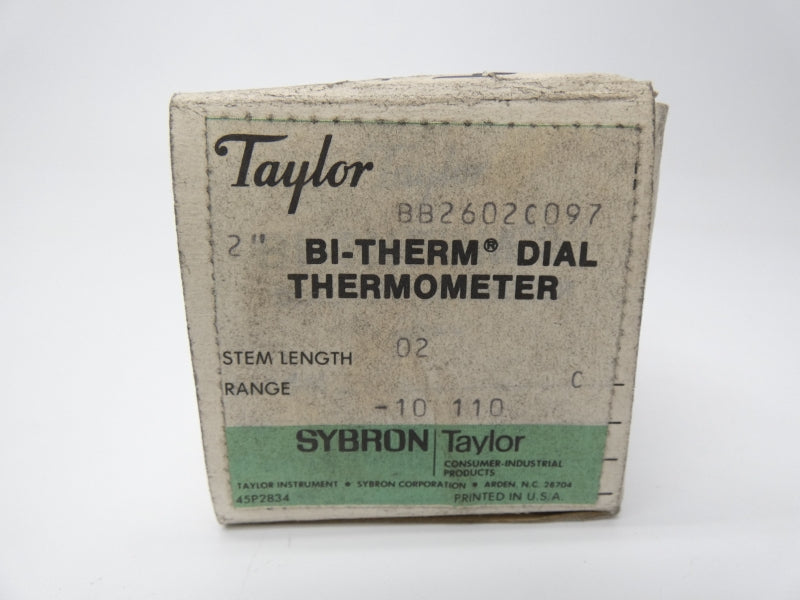 Taylor
BB2602C097
2" BI-THERM® DIAL
THERMOMETER
STEM LENGTH 02
RANGE C
-10 110
SYBRON Taylor
CONSUMER-INDUSTRIAL
PRODUCTS
TAYLOR INSTRUMENT • SYBRON CORPORATION • ARDEN, N.C. 28704
45P2834 PRINTED IN U.S.A.